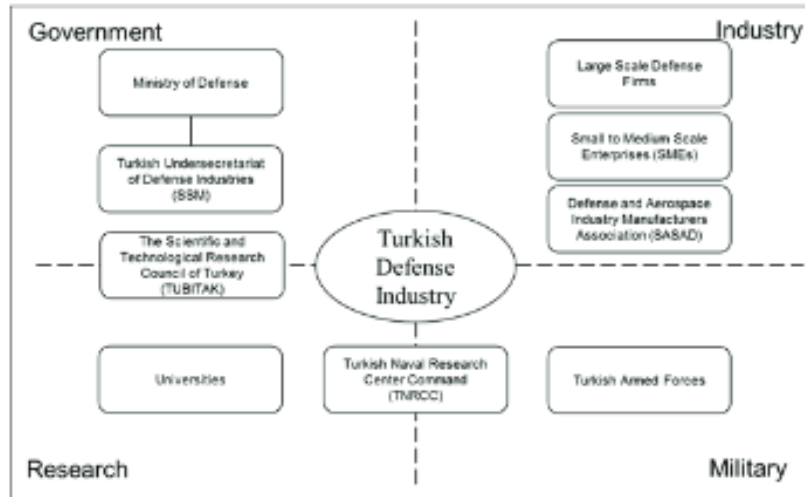 Government
Industry
Ministry of Defense
Large Scale Defense
Firms
Turkish Undersecretariat
of Defense Industries
(SSM)
Small to Medium Scale
Enterprises (SMEs)
Defense and Aerospace
Industry Manufacturers
Association (SASAD)
The Scientific and
Technological Research
Council of Turkey
(TUBITAK)
Turkish
Defense
Industry
Universities
Turkish Naval Research
Center Command
(TNRCC)
Turkish Armed Forces
Research
Military